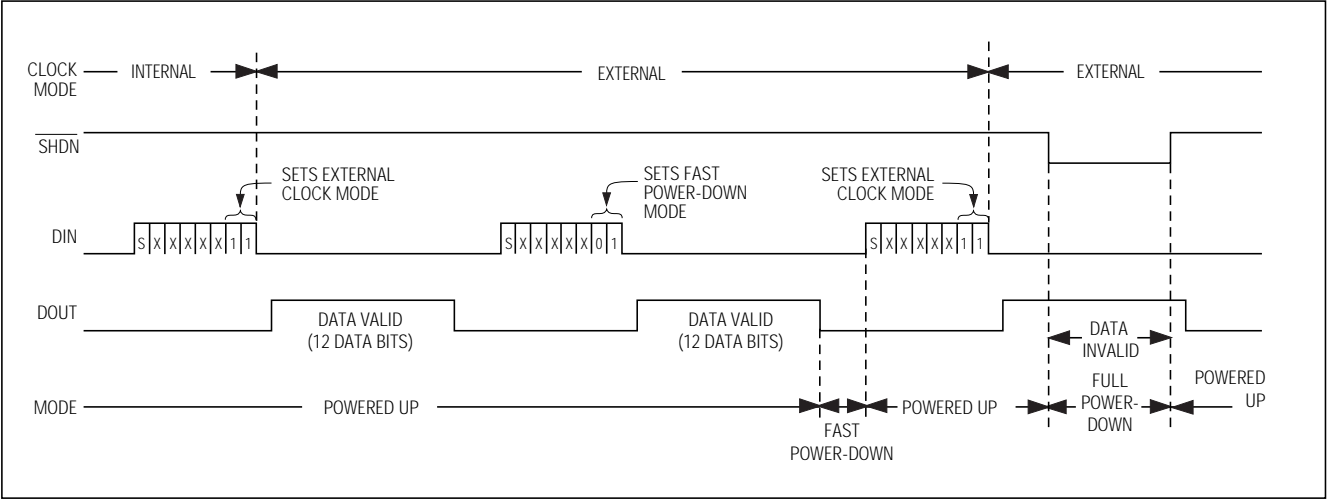 CLOCK
MODE
INTERNAL
EXTERNAL
EXTERNAL
SHDN
SETS EXTERNAL
CLOCK MODE
SETS FAST
POWER-DOWN
MODE
SETS EXTERNAL
CLOCK MODE
DIN
S X X X X X 1 1
S X X X X X 0 1
S X X X X X 1 1
DOUT
DATA VALID
(12 DATA BITS)
DATA VALID
(12 DATA BITS)
DATA
INVALID
MODE
POWERED UP
FAST
POWER-DOWN
POWERED UP
FULL
POWER-
DOWN
POWERED
UP